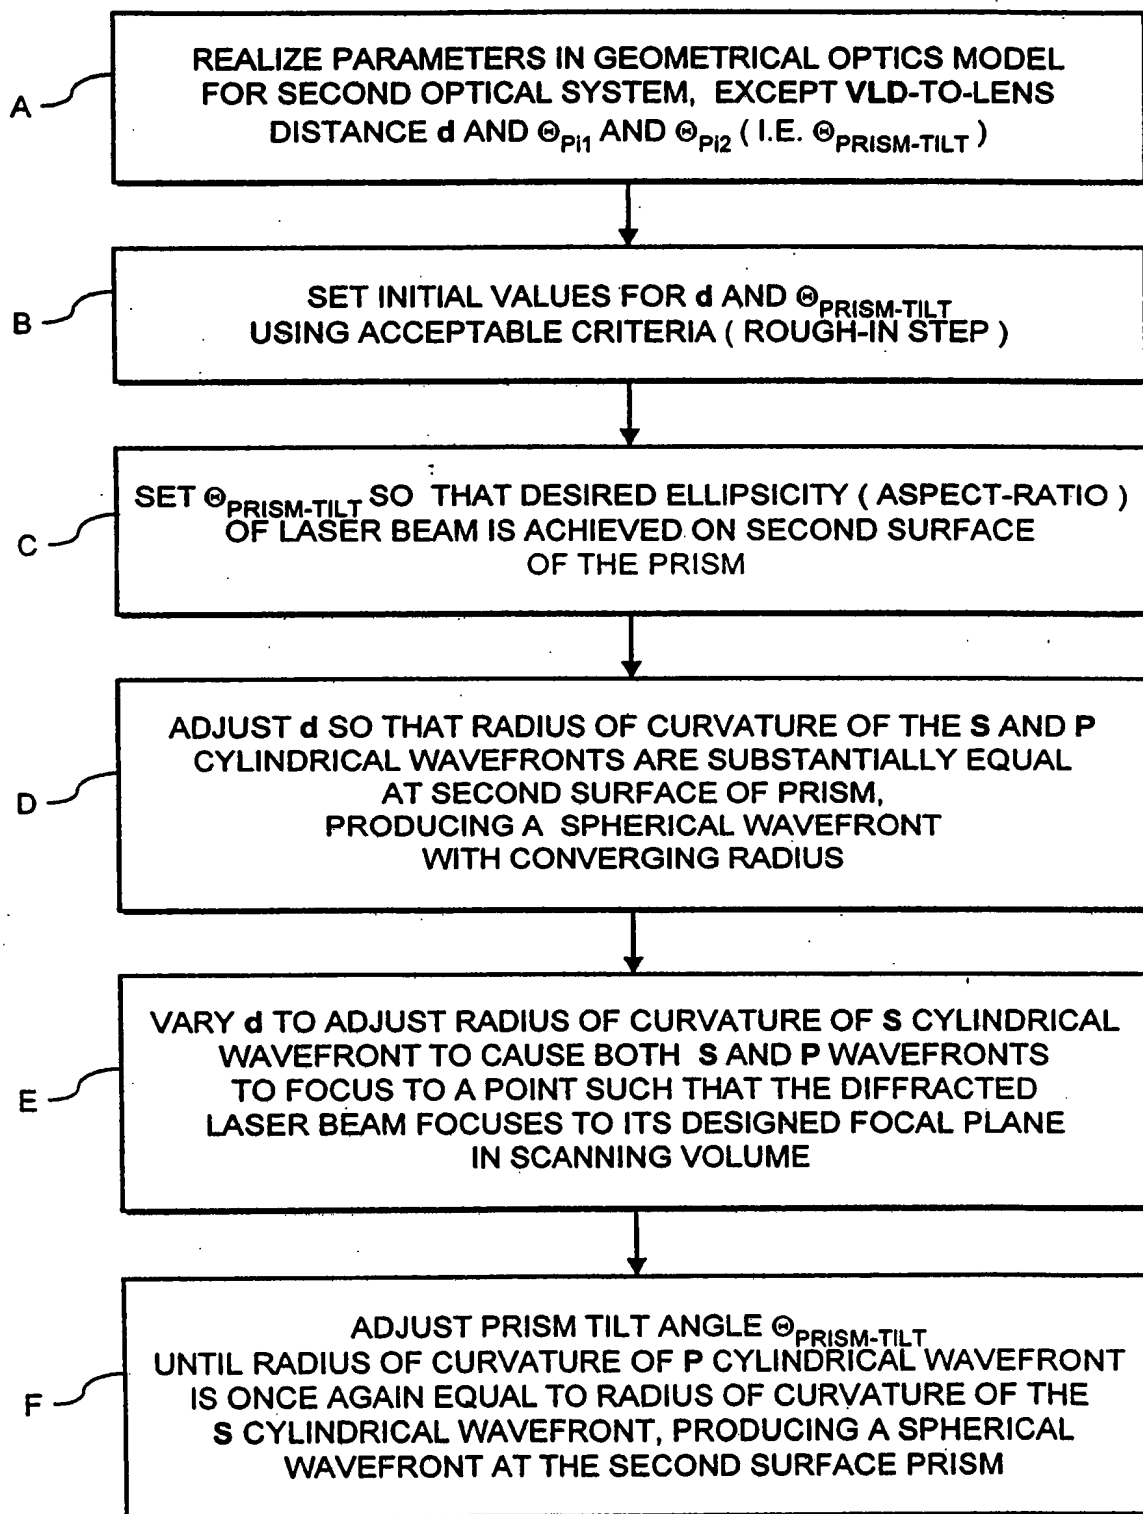 A
REALIZE PARAMETERS IN GEOMETRICAL OPTICS MODEL
FOR SECOND OPTICAL SYSTEM, EXCEPT VLD-TO-LENS
DISTANCE d AND ΘPi1 AND ΘPi2 ( I.E. ΘPRISM-TILT )
B
SET INITIAL VALUES FOR d AND ΘPRISM-TILT
USING ACCEPTABLE CRITERIA ( ROUGH-IN STEP )
C
SET ΘPRISM-TILT SO THAT DESIRED ELLIPSICITY ( ASPECT-RATIO )
OF LASER BEAM IS ACHIEVED ON SECOND SURFACE
OF THE PRISM
D
ADJUST d SO THAT RADIUS OF CURVATURE OF THE S AND P
CYLINDRICAL WAVEFRONTS ARE SUBSTANTIALLY EQUAL
AT SECOND SURFACE OF PRISM,
PRODUCING A SPHERICAL WAVEFRONT
WITH CONVERGING RADIUS
E
VARY d TO ADJUST RADIUS OF CURVATURE OF S CYLINDRICAL
WAVEFRONT TO CAUSE BOTH S AND P WAVEFRONTS
TO FOCUS TO A POINT SUCH THAT THE DIFFRACTED
LASER BEAM FOCUSES TO ITS DESIGNED FOCAL PLANE
IN SCANNING VOLUME
F
ADJUST PRISM TILT ANGLE ΘPRISM-TILT
UNTIL RADIUS OF CURVATURE OF P CYLINDRICAL WAVEFRONT
IS ONCE AGAIN EQUAL TO RADIUS OF CURVATURE OF THE
S CYLINDRICAL WAVEFRONT, PRODUCING A SPHERICAL
WAVEFRONT AT THE SECOND SURFACE PRISM